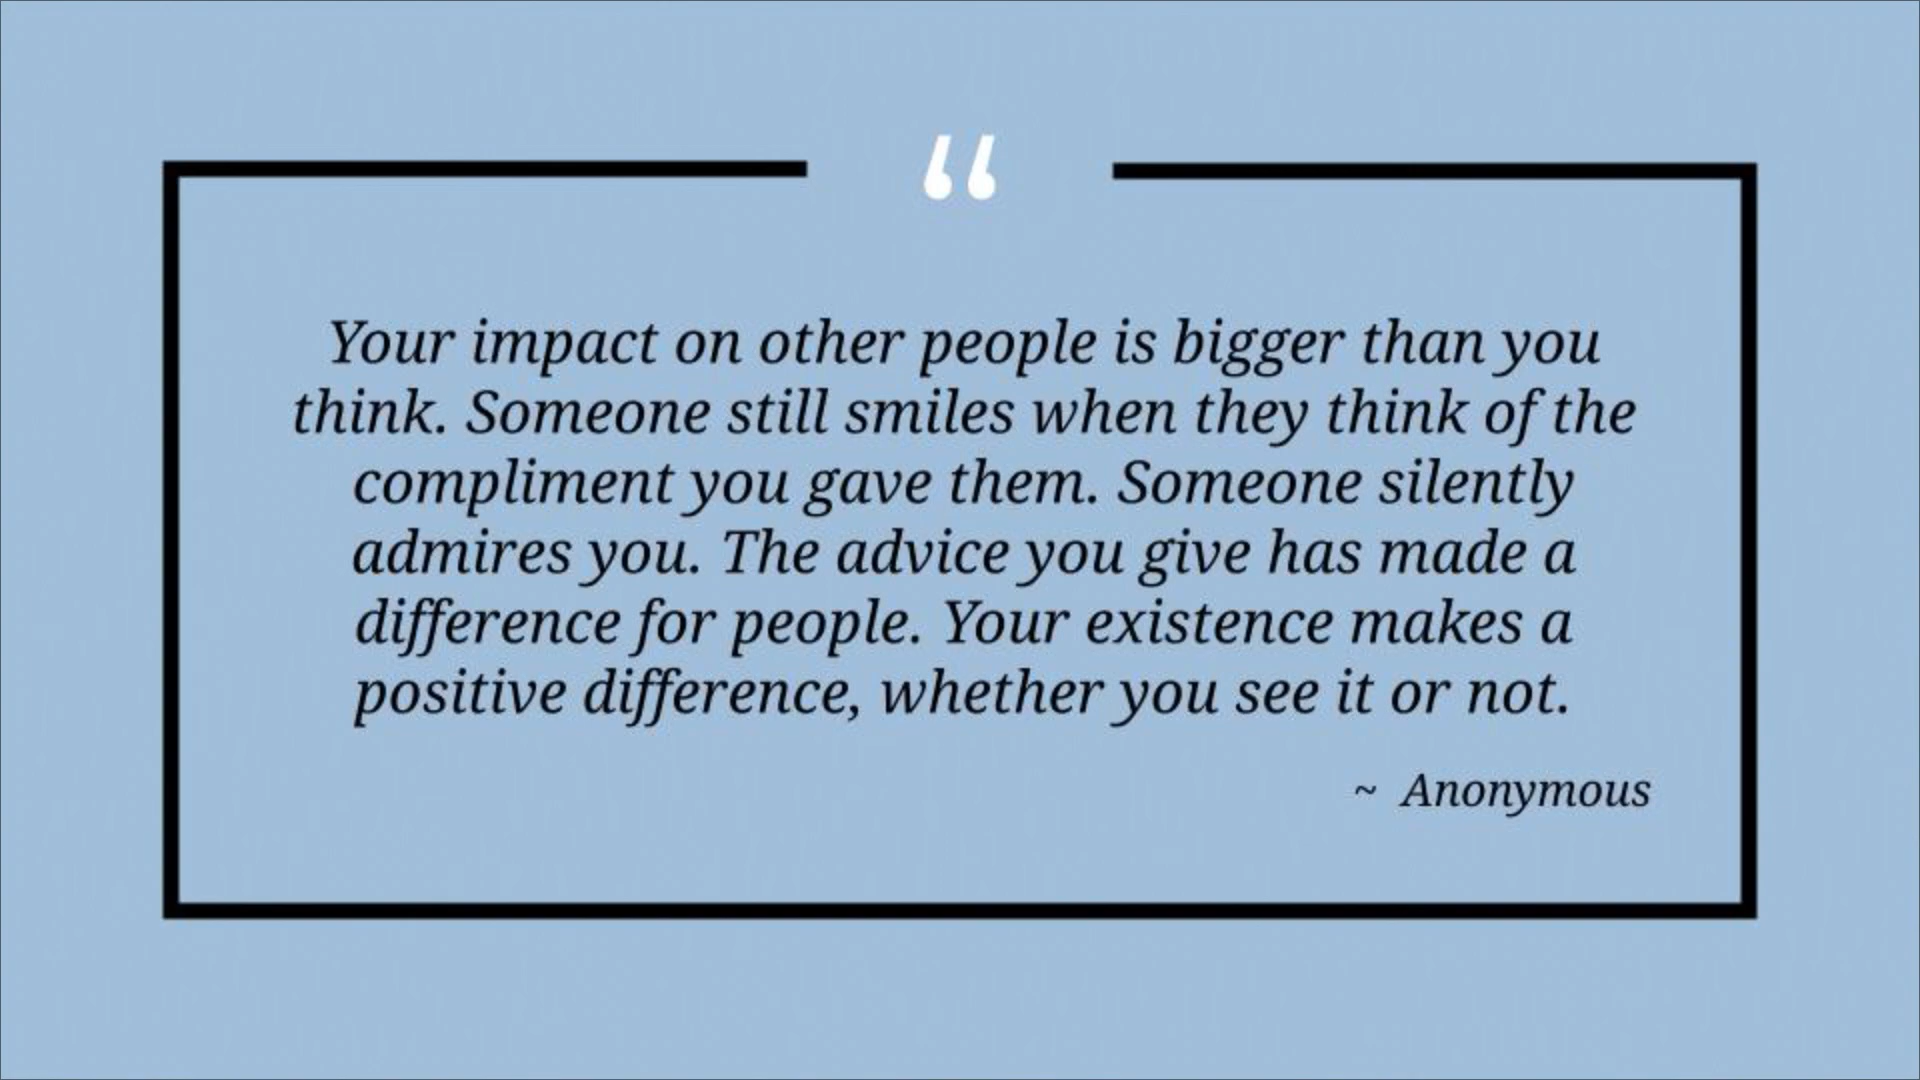 “
Your impact on other people is bigger than you
think. Someone still smiles when they think of the
compliment you gave them. Someone silently
admires you. The advice you give has made a
difference for people. Your existence makes a
positive difference, whether you see it or not.
~ Anonymous